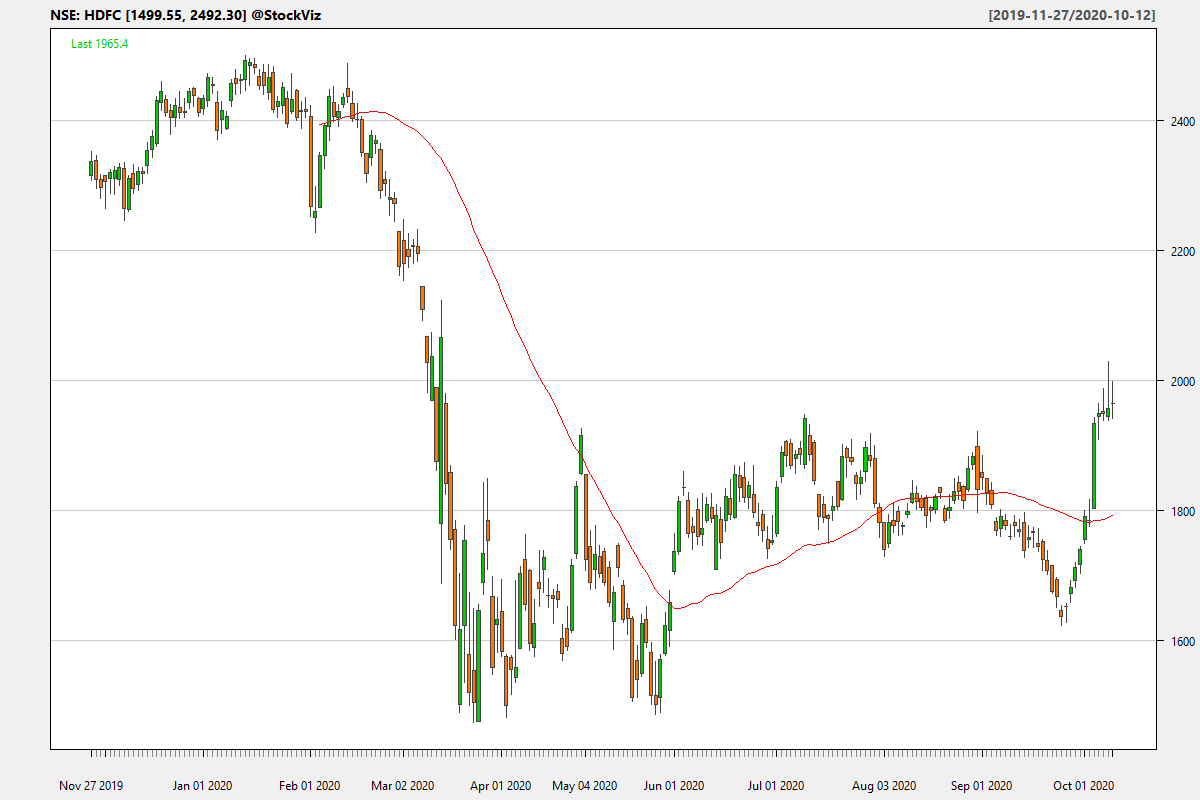 NSE: HDFC [1499.55, 2492.30] @StockViz [2019-11-27/2020-10-12]
Last 1965.4
2400
2200
2000
1800
1600
Nov 27 2019 Jan 01 2020 Feb 01 2020 Mar 02 2020 Apr 01 2020 May 04 2020 Jun 01 2020 Jul 01 2020 Aug 03 2020 Sep 01 2020 Oct 01 2020